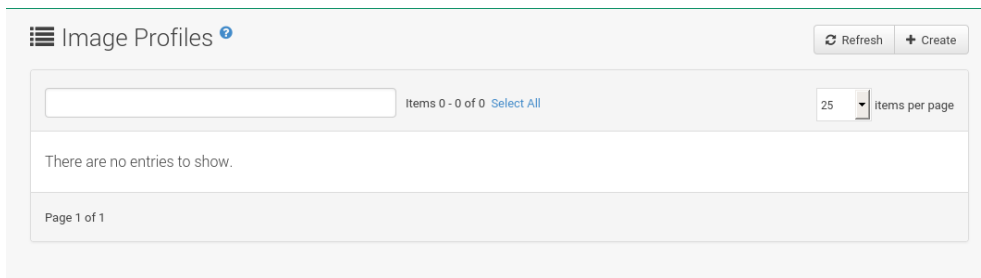 Image Profiles ?
Refresh + Create
Items 0 - 0 of 0 Select All 25 items per page
There are no entries to show.
Page 1 of 1